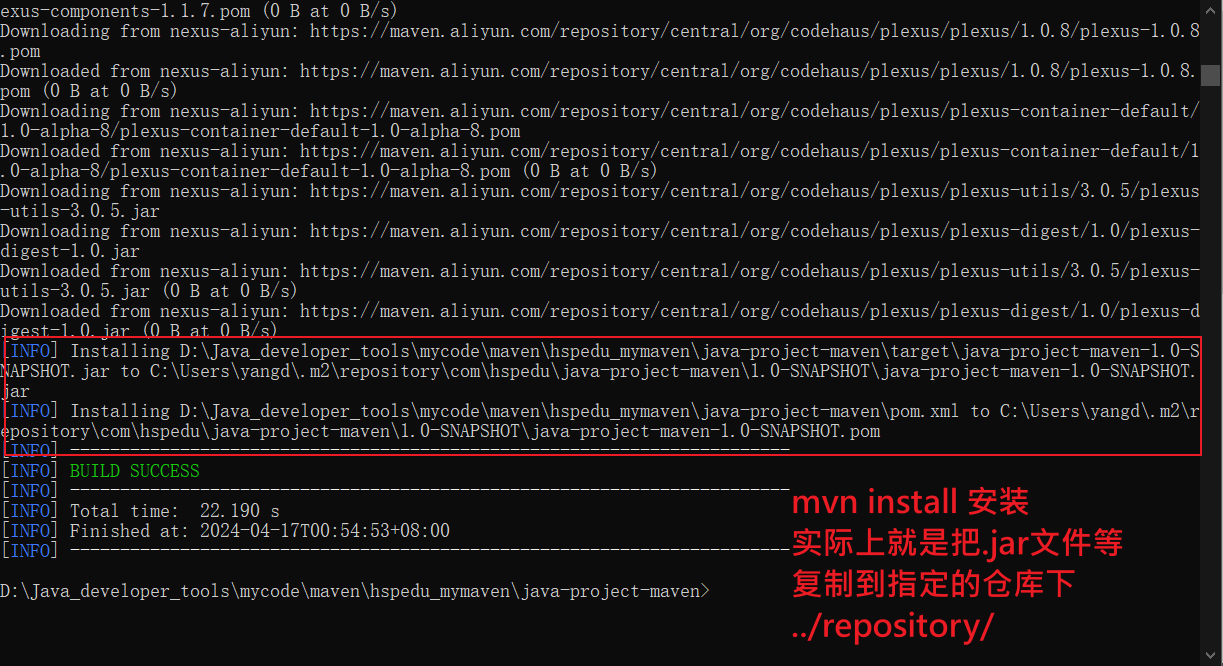 exus-components-1.1.7.pom (0 B at 0 B/s)
Downloading from nexus-aliyun: https://maven.aliyun.com/repository/central/org/codehaus/plexus/plexus/1.0.8/plexus-1.0.8
.pom
Downloaded from nexus-aliyun: https://maven.aliyun.com/repository/central/org/codehaus/plexus/plexus/1.0.8/plexus-1.0.8.
pom (0 B at 0 B/s)
Downloading from nexus-aliyun: https://maven.aliyun.com/repository/central/org/codehaus/plexus/plexus-container-default/
1.0-alpha-8/plexus-container-default-1.0-alpha-8.pom
Downloaded from nexus-aliyun: https://maven.aliyun.com/repository/central/org/codehaus/plexus/plexus-container-default/1
.0-alpha-8/plexus-container-default-1.0-alpha-8.pom (0 B at 0 B/s)
Downloading from nexus-aliyun: https://maven.aliyun.com/repository/central/org/codehaus/plexus/plexus-utils/3.0.5/plexus
-utils-3.0.5.jar
Downloading from nexus-aliyun: https://maven.aliyun.com/repository/central/org/codehaus/plexus/plexus-digest/1.0/plexus-
digest-1.0.jar
Downloaded from nexus-aliyun: https://maven.aliyun.com/repository/central/org/codehaus/plexus/plexus-utils/3.0.5/plexus-
utils-3.0.5.jar (0 B at 0 B/s)
Downloaded from nexus-aliyun: https://maven.aliyun.com/repository/central/org/codehaus/plexus/plexus-digest/1.0/plexus-d
igest-1.0.jar (0 B at 0 B/s)
[INFO] Installing D:\Java_developer_tools\mycode\maven\hspedu_mymaven\java-project-maven\target\java-project-maven-1.0-S
NAPSHOT.jar to C:\Users\yangd\.m2\repository\com\hspedu\java-project-maven\1.0-SNAPSHOT\java-project-maven-1.0-SNAPSHOT.
jar
[INFO] Installing D:\Java_developer_tools\mycode\maven\hspedu_mymaven\java-project-maven\pom.xml to C:\Users\yangd\.m2\r
epository\com\hspedu\java-project-maven\1.0-SNAPSHOT\java-project-maven-1.0-SNAPSHOT.pom
[INFO] ------------------------------------------------------------------------
[INFO] BUILD SUCCESS
[INFO] ------------------------------------------------------------------------
[INFO] Total time:  22.190 s
[INFO] Finished at: 2024-04-17T00:54:53+08:00
[INFO] ------------------------------------------------------------------------
D:\Java_developer_tools\mycode\maven\hspedu_mymaven\java-project-maven>
mvn install 安装
实际上就是把.jar文件等
复制到指定的仓库下
../repository/